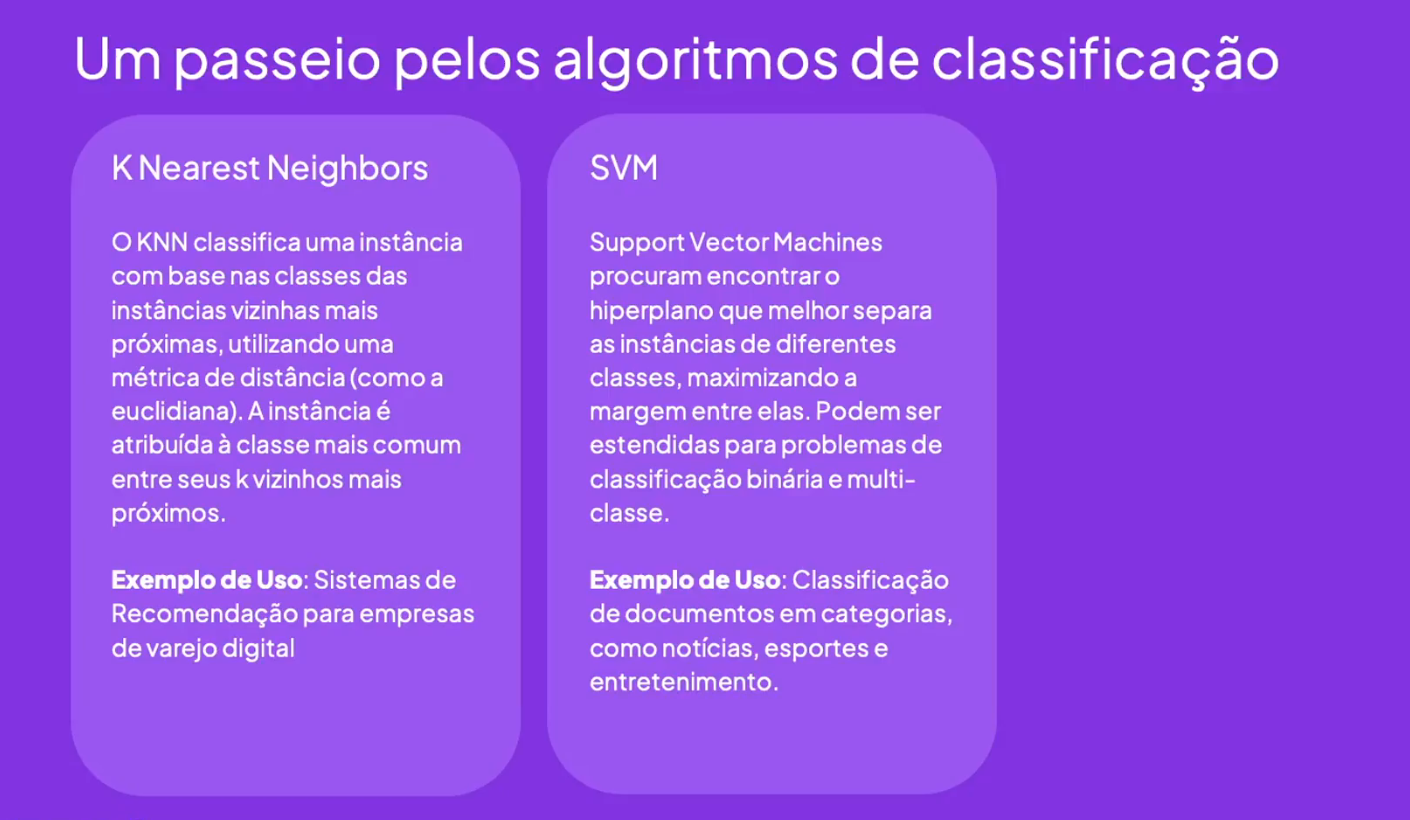 Um passeio pelos algoritmos de classificação
K Nearest Neighbors
O KNN classifica uma instância
com base nas classes das
instâncias vizinhas mais
próximas, utilizando uma
métrica de distância (como a
euclidiana). A instância é
atribuída à classe mais comum
entre seus k vizinhos mais
próximos.
Exemplo de Uso: Sistemas de
Recomendação para empresas
de varejo digital
SVM
Support Vector Machines
procuram encontrar o
hiperplano que melhor separa
as instâncias de diferentes
classes, maximizando a
margem entre elas. Podem ser
estendidas para problemas de
classificação binária e multi-
classe.
Exemplo de Uso: Classificação
de documentos em categorias,
como notícias, esportes e
entretenimento.